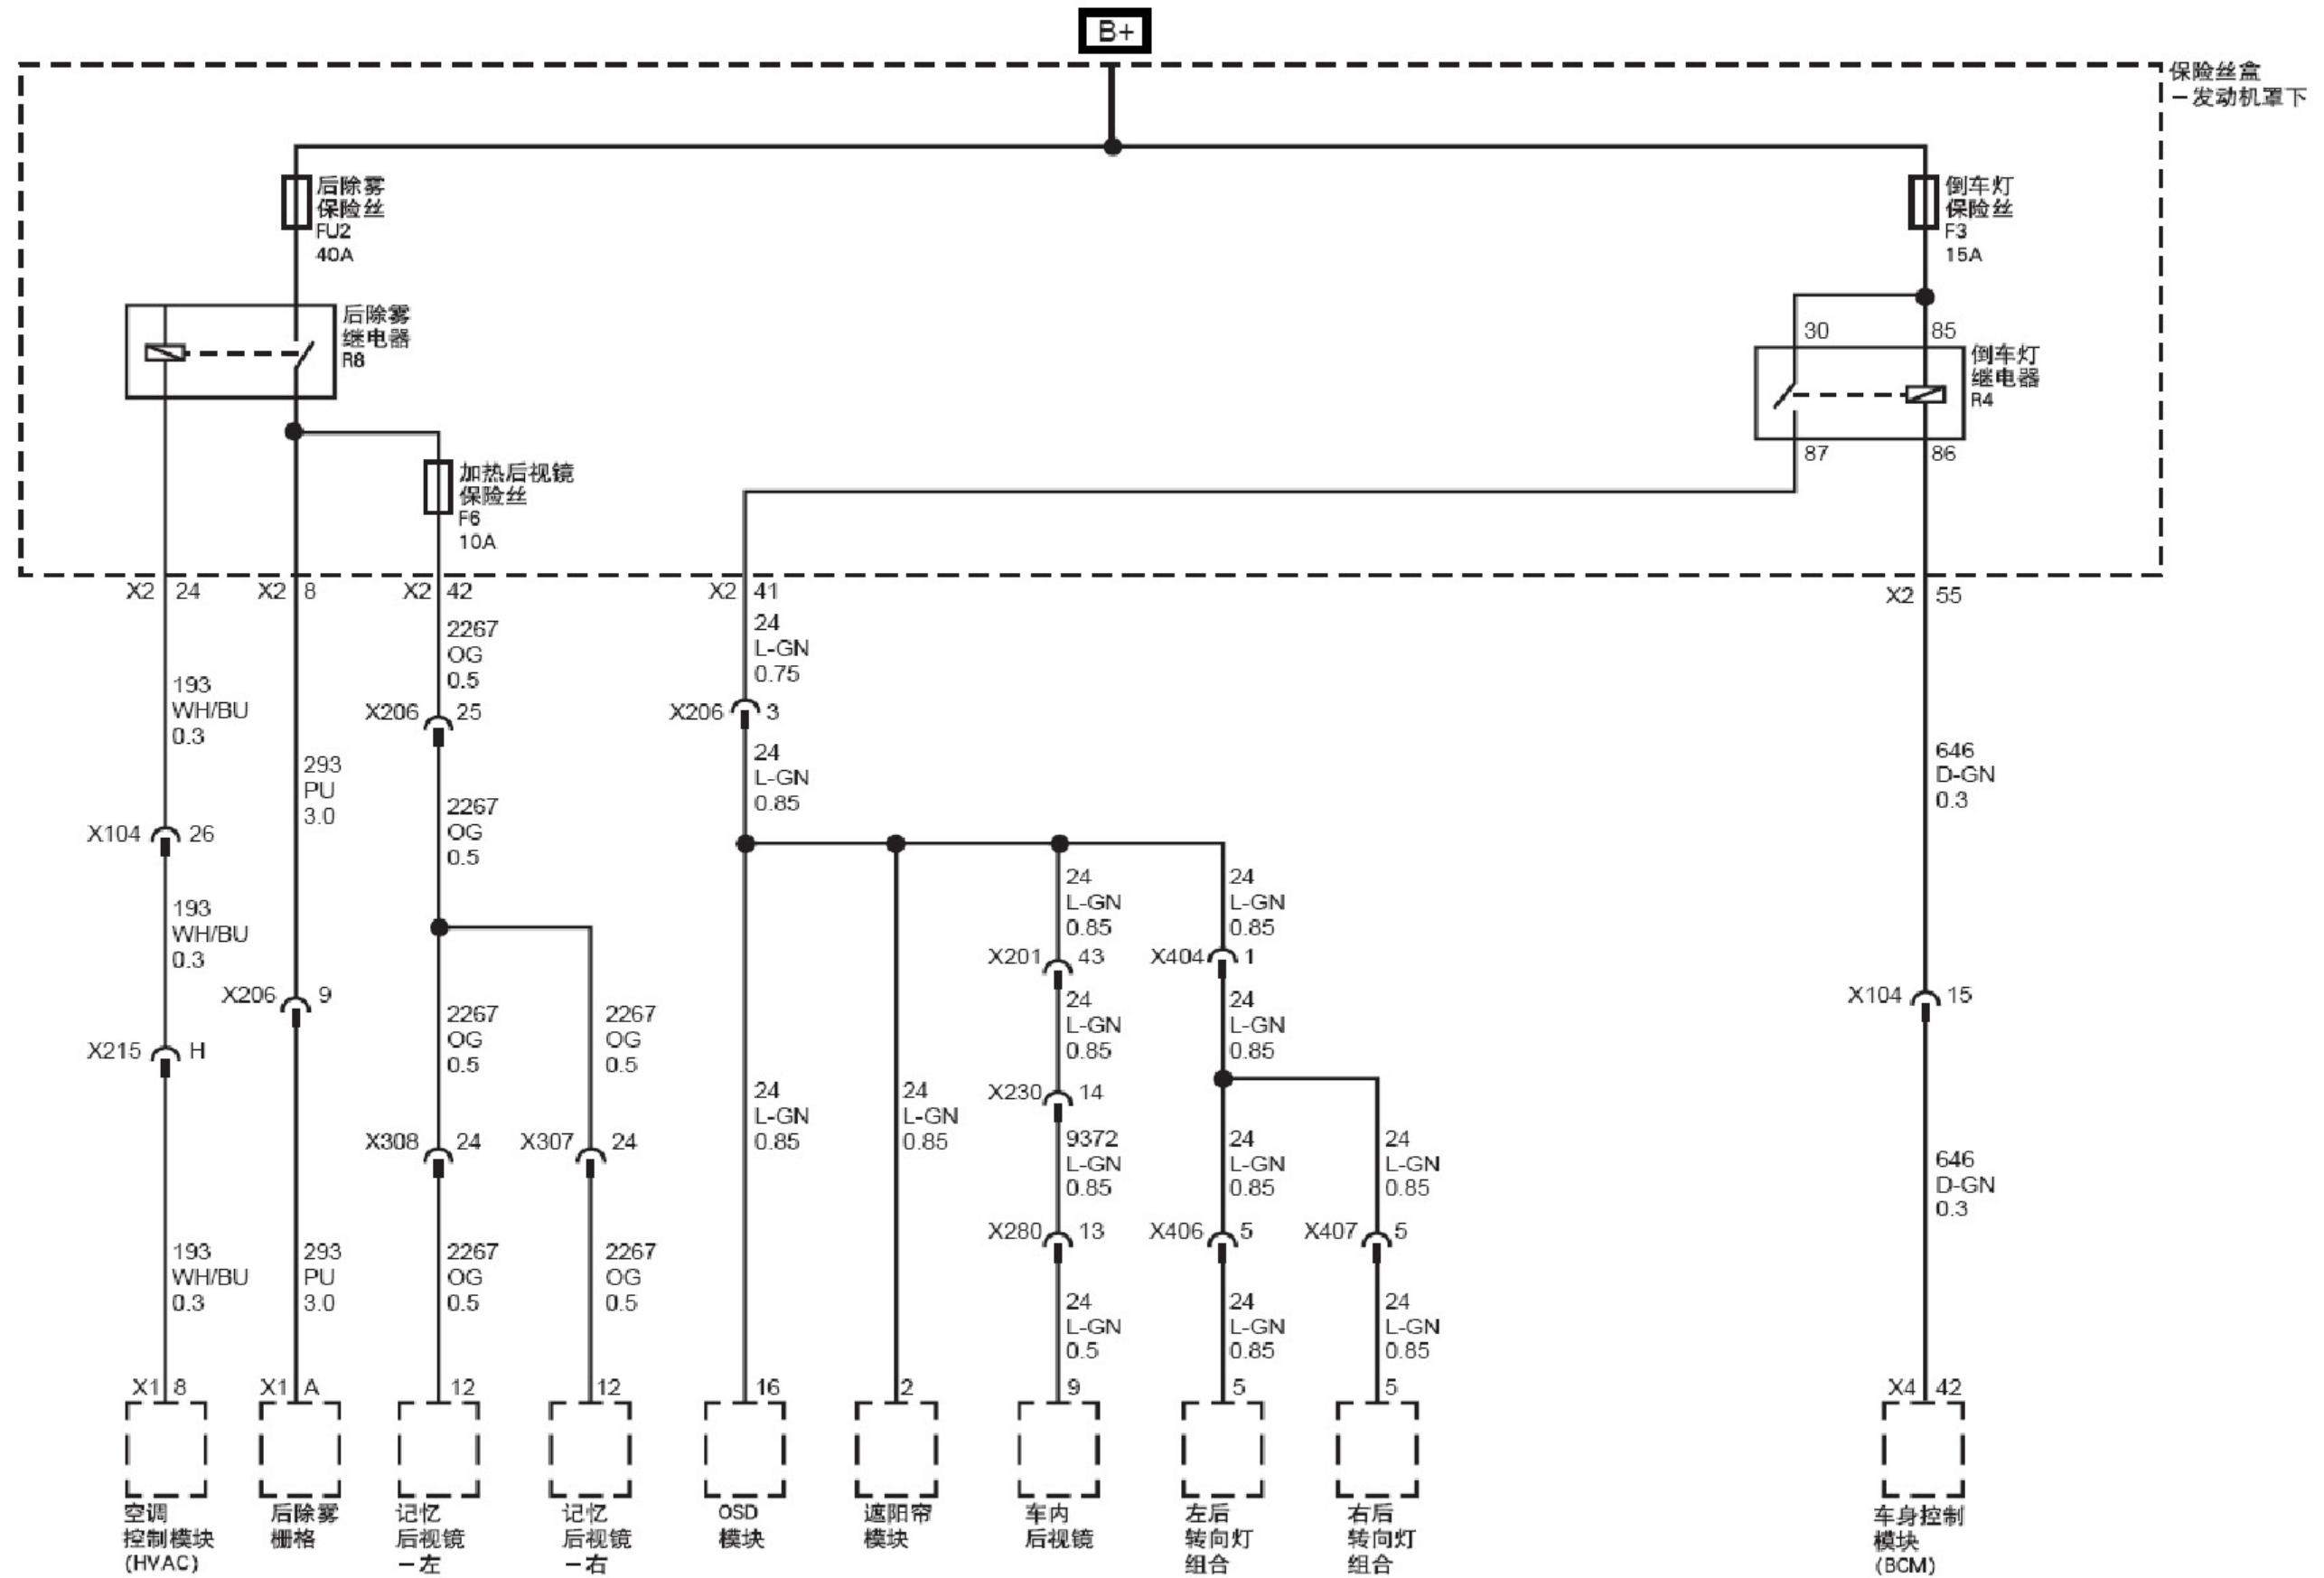 B+
保险丝盒
－发动机罩下
后除雾
保险丝
FU2
40A
倒车灯
保险丝
F3
15A
后除雾
继电器
R8
30
85
倒车灯
继电器
R4
87
86
加热后视镜
保险丝
F6
10A
X2 24
X2 8
X2 42
X2 41
X2 55
2267
OG
0.5
24
L-GN
0.75
193
WH/BU
0.3
X206 25
X206 3
293
PU
3.0
2267
OG
0.5
24
L-GN
0.85
646
D-GN
0.3
X104 26
193
WH/BU
0.3
24
L-GN
0.85
24
L-GN
0.85
X201 43
X404 1
X206 9
X104 15
X215 H
2267
OG
0.5
2267
OG
0.5
24
L-GN
0.85
24
L-GN
0.85
24
L-GN
0.85
24
L-GN
0.85
X230 14
X308 24
X307 24
9372
L-GN
0.85
24
L-GN
0.85
24
L-GN
0.85
646
D-GN
0.3
X280 13
X406 5
X407 5
193
WH/BU
0.3
293
PU
3.0
2267
OG
0.5
2267
OG
0.5
24
L-GN
0.5
24
L-GN
0.85
24
L-GN
0.85
X1 8
X1 A
12
12
16
2
9
5
5
X4 42
空调
控制模块
(HVAC)
后除雾
栅格
记忆
后视镜
－左
记忆
后视镜
－右
OSD
模块
遮阳帘
模块
车内
后视镜
左后
转向灯
组合
右后
转向灯
组合
车身控制
模块
(BCM)